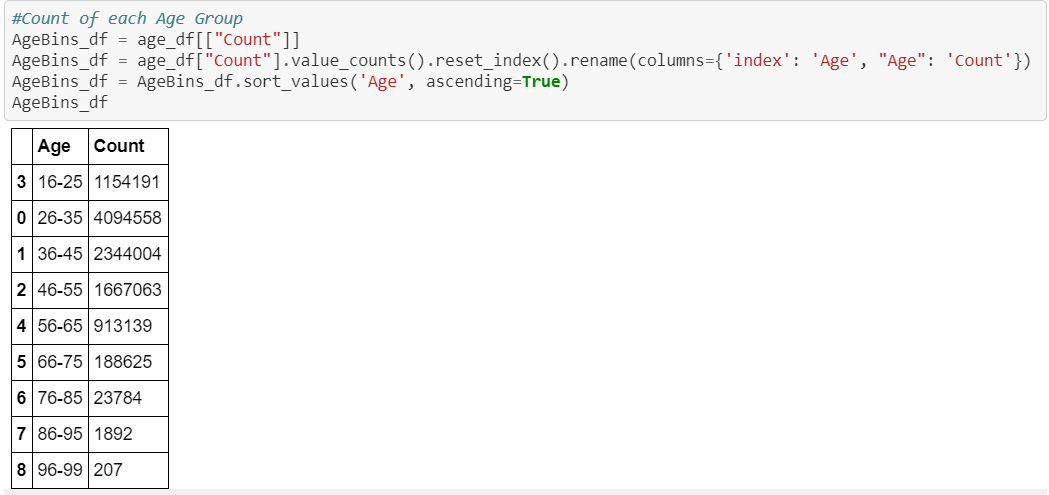 #Count of each Age Group
AgeBins_df = age_df[["Count"]]
AgeBins_df = age_df["Count"].value_counts().reset_index().rename(columns={'index': 'Age', "Age": 'Count'})
AgeBins_df = AgeBins_df.sort_values('Age', ascending=True)
AgeBins_df
Age Count
3 16-25 1154191
0 26-35 4094558
1 36-45 2344004
2 46-55 1667063
4 56-65 913139
5 66-75 188625
6 76-85 23784
7 86-95 1892
8 96-99 207